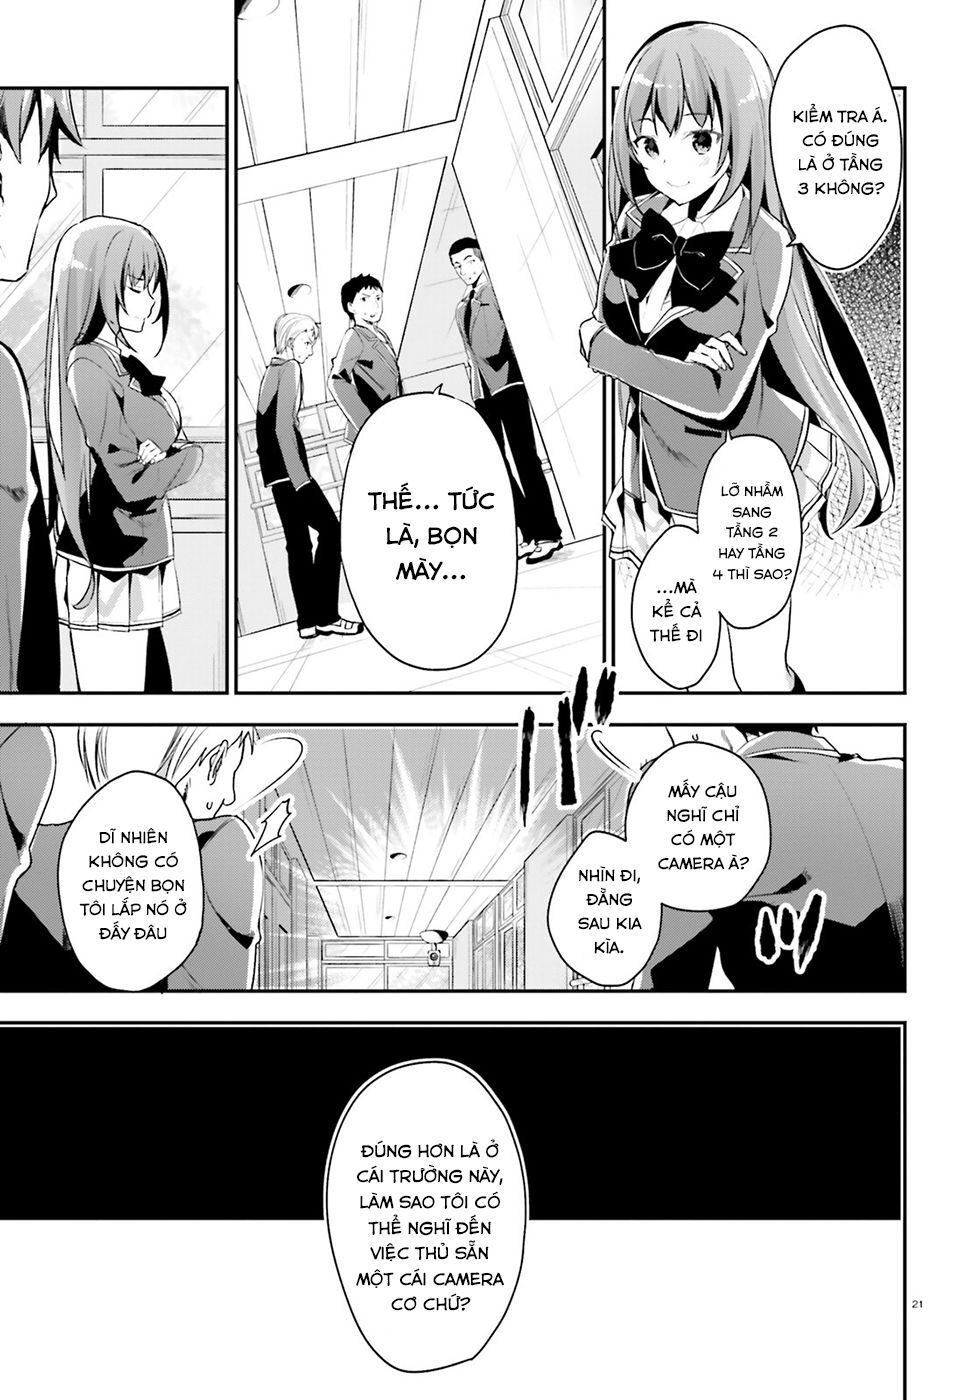 KIỂM TRA Á.
CÓ ĐÚNG
LÀ Ở TẦNG
3 KHÔNG?
LỠ NHẦM
SANG
TẦNG 2
HAY TẦNG
4 THÌ SAO?
...MÀ
KỂ CẢ
THẾ ĐI
THẾ... TỨC
LÀ, BỌN
MÀY...
MẤY CẬU
NGHĨ CHỈ
CÓ MỘT
CAMERA À?
NHÌN ĐI,
ĐẰNG
SAU KIA
KÌA.
DĨ NHIÊN
KHÔNG CÓ
CHUYỆN BỌN
TÔI LẮP NÓ Ở
ĐẤY ĐÂU
ĐÚNG HƠN LÀ Ở
CÁI TRƯỜNG NÀY,
LÀM SAO TÔI CÓ
THỂ NGHĨ ĐẾN
VIỆC THỦ SẴN
MỘT CÁI CAMERA
CƠ CHỨ?
21